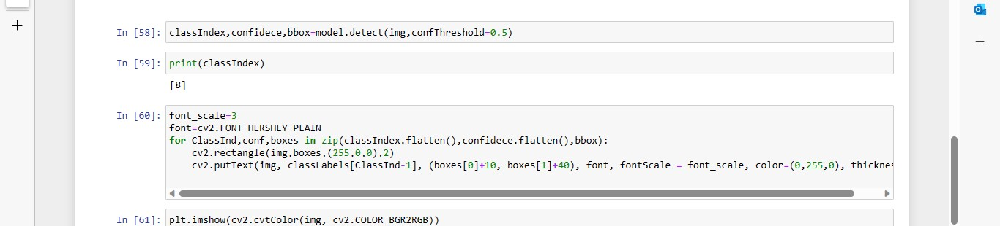 In [58]: classIndex,confidece,bbox=model.detect(img,confThreshold=0.5)
In [59]: print(classIndex)
[8]
In [60]: font_scale=3
font=cv2.FONT_HERSHEY_PLAIN
for ClassInd,conf,boxes in zip(classIndex.flatten(),confidece.flatten(),bbox):
    cv2.rectangle(img,boxes,(255,0,0),2)
    cv2.putText(img, classLabels[ClassInd-1], (boxes[0]+10, boxes[1]+40), font, fontScale = font_scale, color=(0,255,0), thicknes
In [61]: plt.imshow(cv2.cvtColor(img, cv2.COLOR_BGR2RGB))